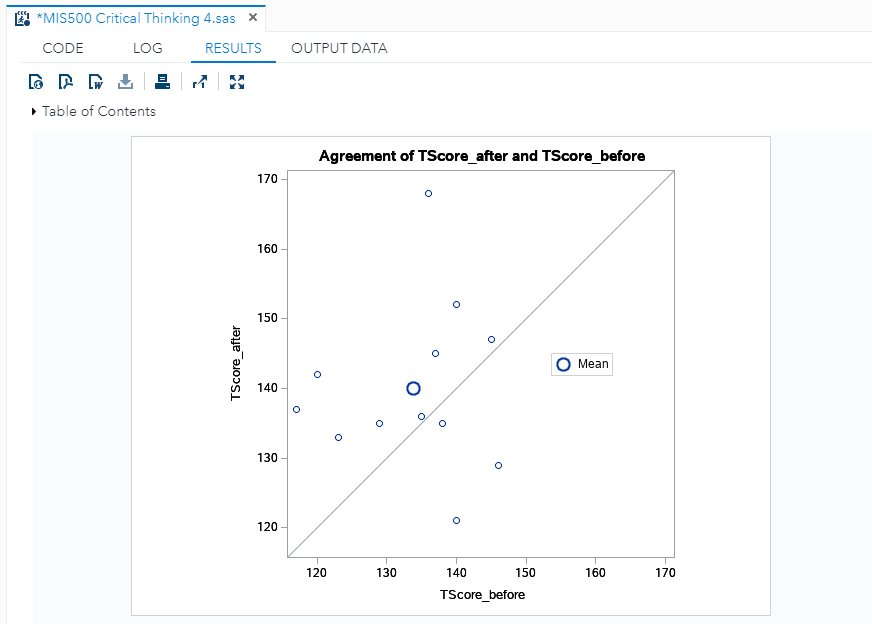 *MIS500 Critical Thinking 4.sas ×
CODE LOG RESULTS OUTPUT DATA
Table of Contents
Agreement of TScore_after and TScore_before
170
160
150
140
130
120
TScore_after
Mean
120 130 140 150 160 170
TScore_before